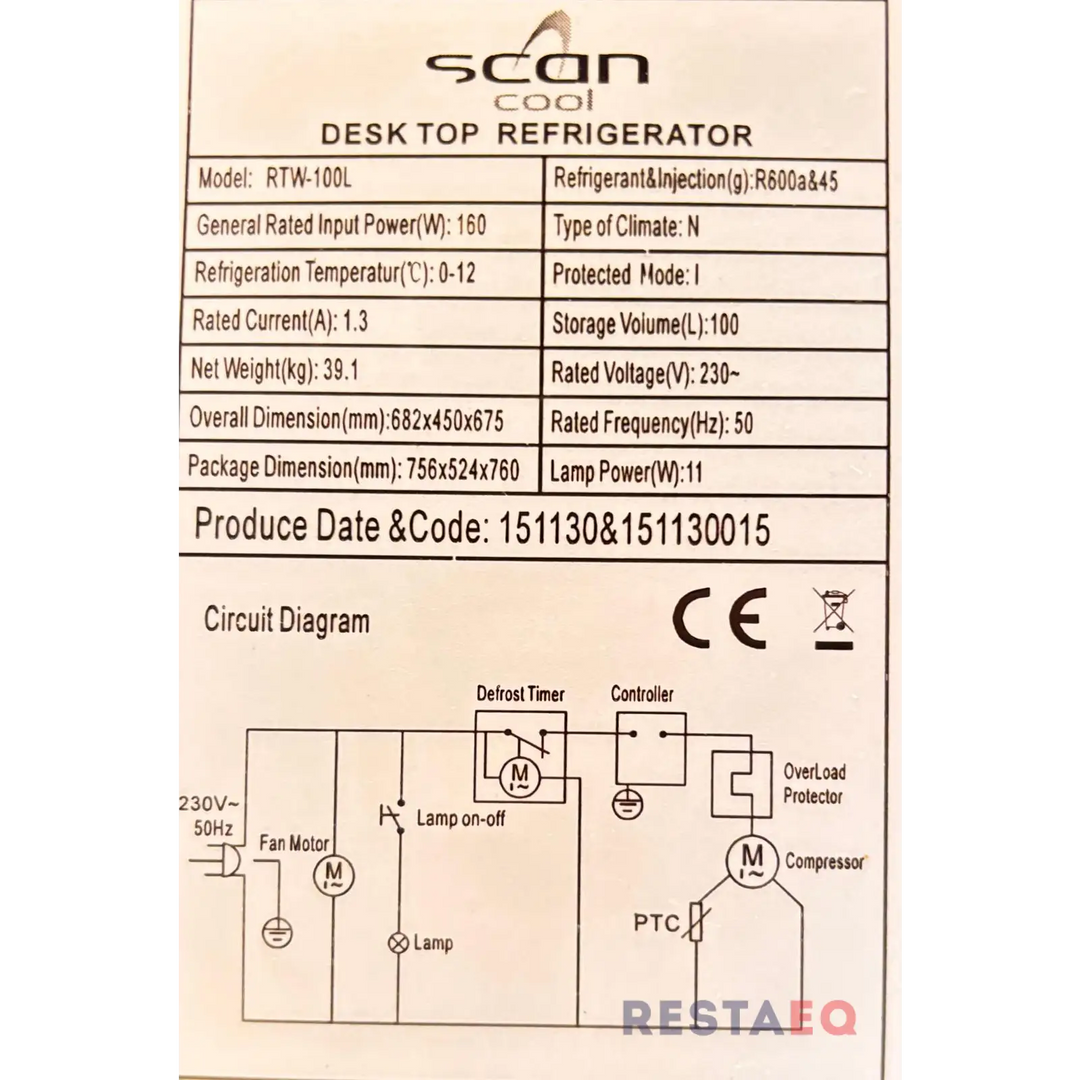 scan
cool
DESK TOP REFRIGERATOR
Model: RTW-100L
Refrigerant&Injection(g):R600a&45
General Rated Input Power(W): 160
Type of Climate: N
Refrigeration Temperatur(℃): 0-12
Protected Mode: I
Rated Current(A): 1.3
Storage Volume(L):100
Net Weight(kg): 39.1
Rated Voltage(V): 230~
Overall Dimension(mm):682x450x675
Rated Frequency(Hz): 50
Package Dimension(mm): 756x524x760
Lamp Power(W):11
Produce Date &Code: 151130&151130015
Circuit Diagram
CE
Defrost Timer
Controller
M
~
OverLoad
Protector
230V~
50Hz
Lamp on-off
Fan Motor
M
~
M
~
Compressor
PTC
Lamp
RESTAEQ